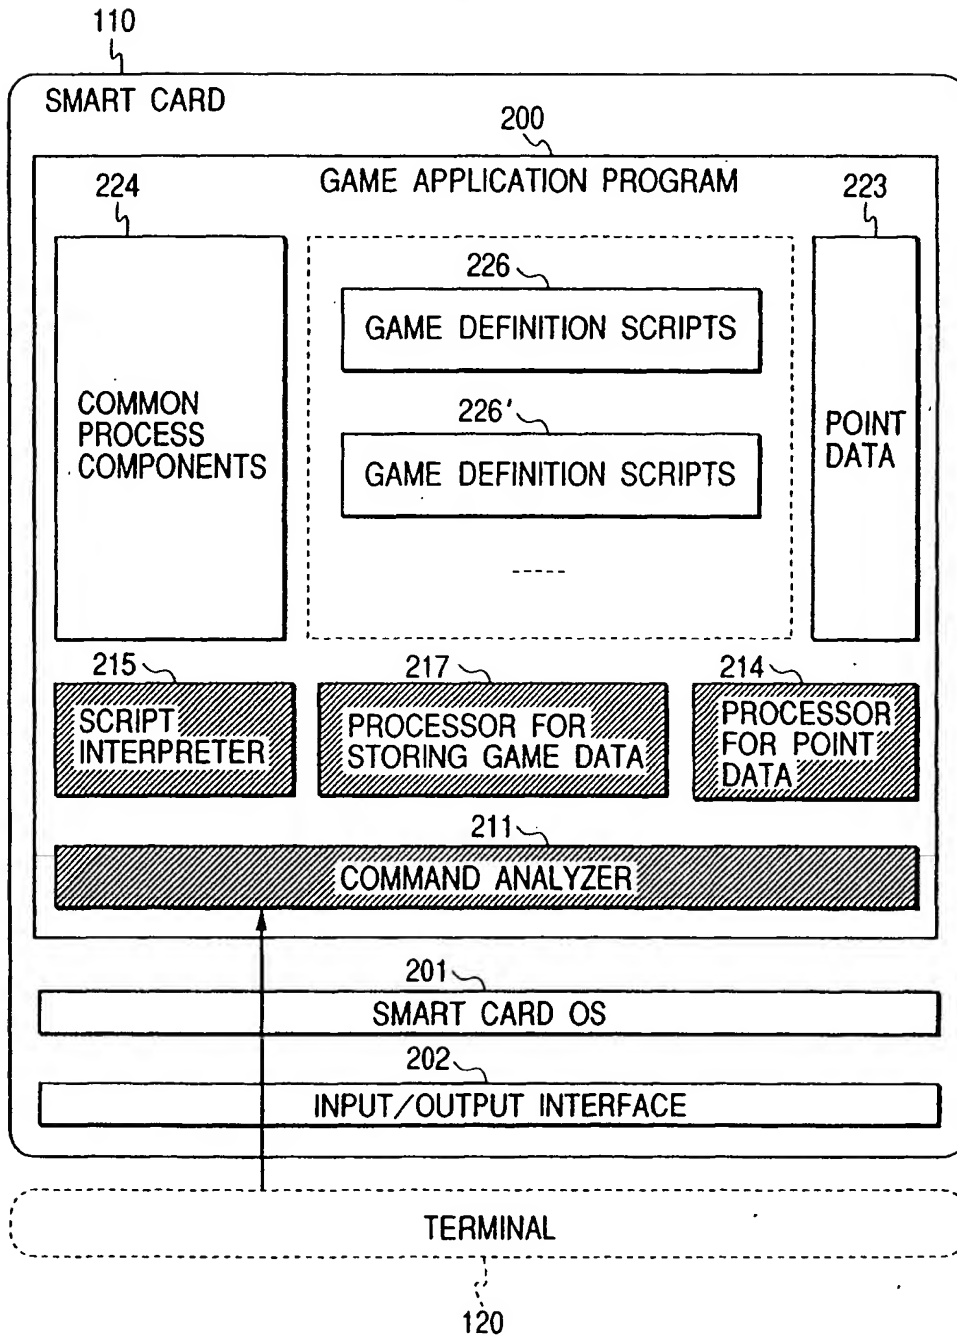 110
SMART CARD
200
GAME APPLICATION PROGRAM
224
223
226
GAME DEFINITION SCRIPTS
226'
GAME DEFINITION SCRIPTS
COMMON
PROCESS
COMPONENTS
POINT
DATA
215
SCRIPT
INTERPRETER
217
PROCESSOR FOR
STORING GAME DATA
214
PROCESSOR
FOR POINT
DATA
211
COMMAND ANALYZER
201
SMART CARD OS
202
INPUT/OUTPUT INTERFACE
TERMINAL
120